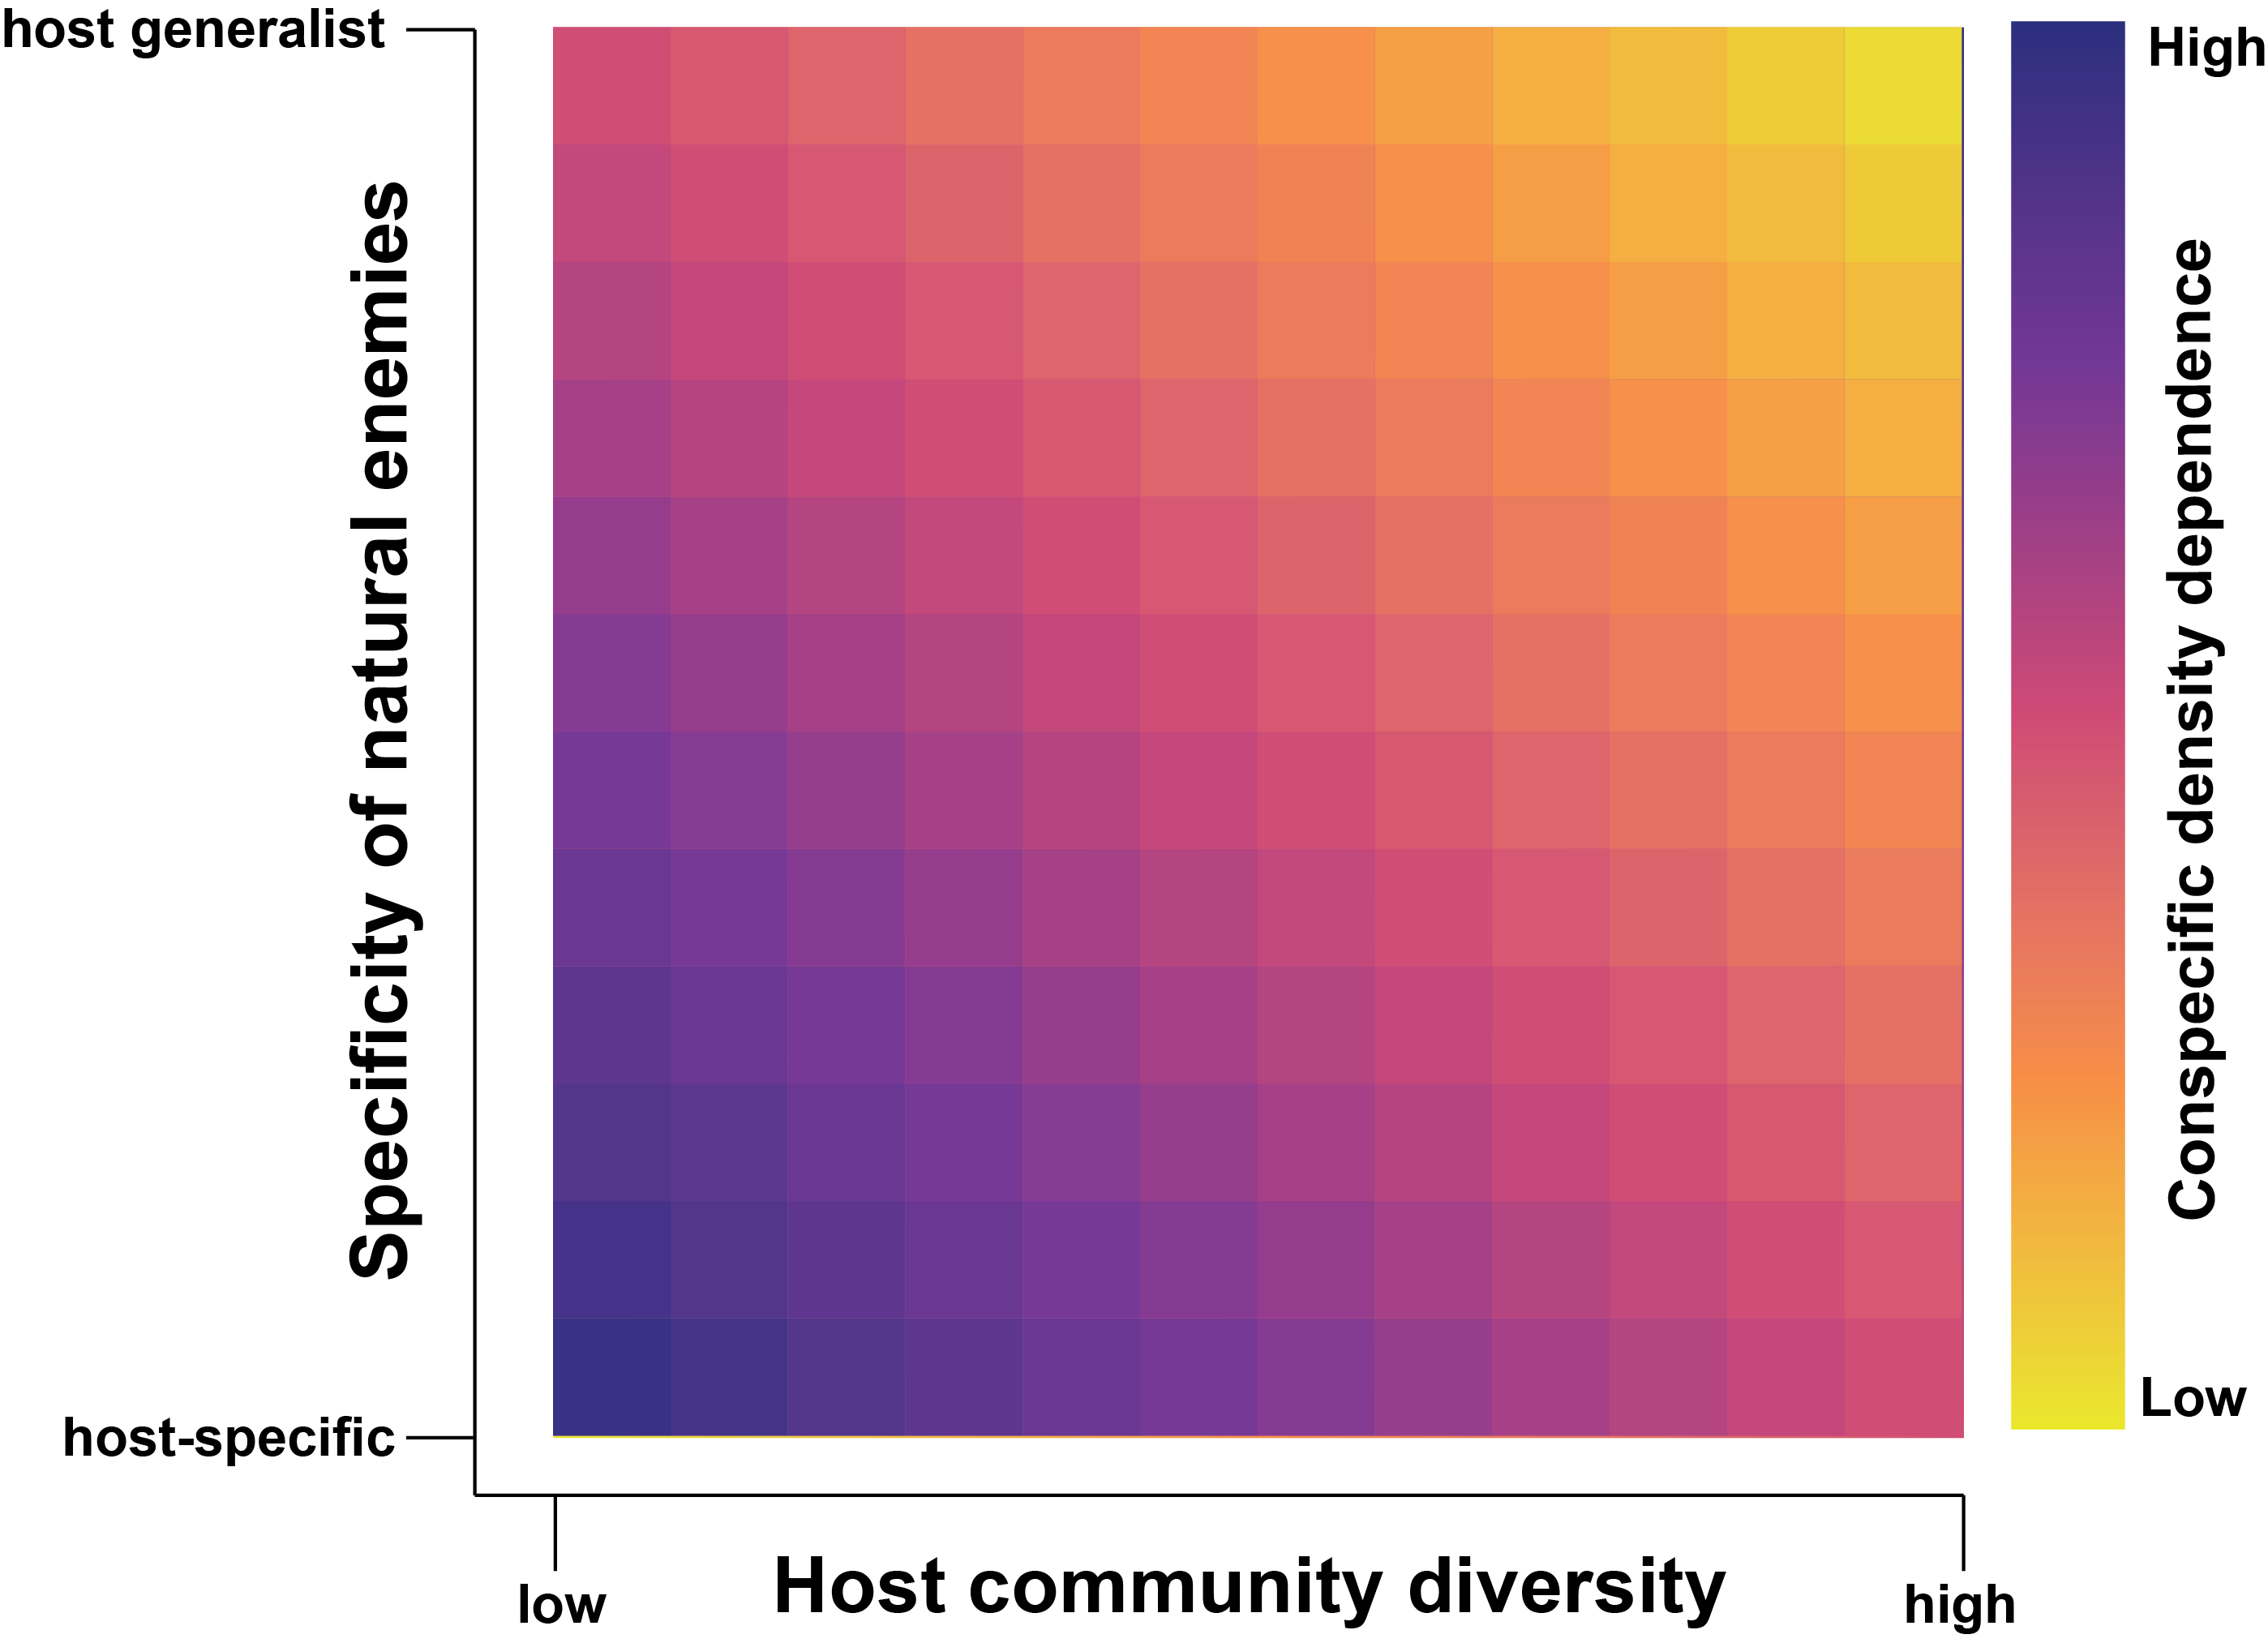 host generalist
Specificity of natural enemies
host-specific
low
Host community diversity
high
High
Conspecific density dependence
Low